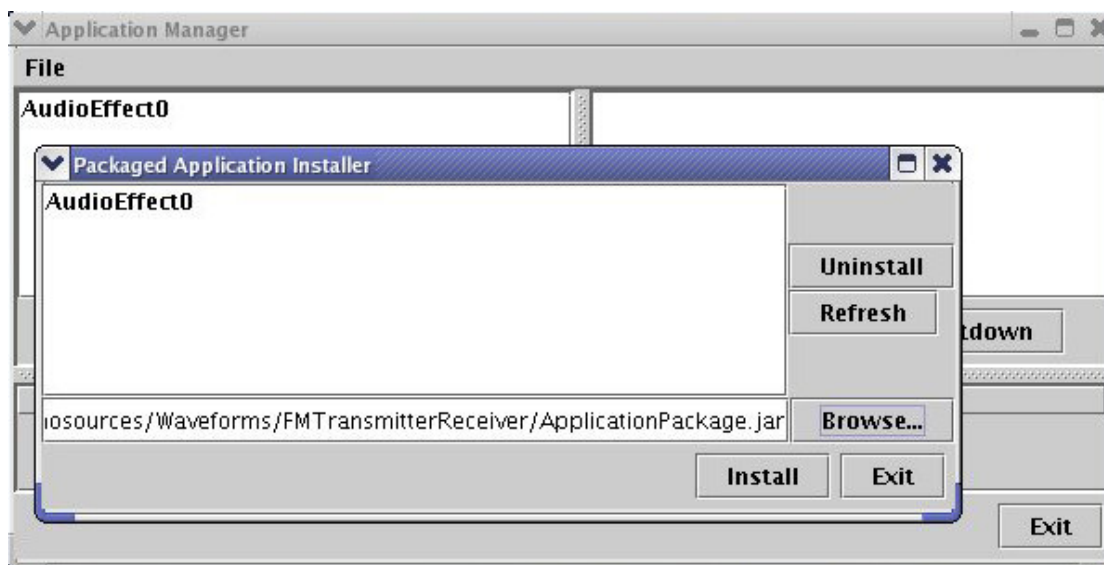 Application Manager
File
AudioEffect0
Packaged Application Installer
AudioEffect0
Uninstall
Refresh
tdown
iosources/Waveforms/FMTransmitterReceiver/ApplicationPackage.jar
Browse...
Install
Exit
Exit